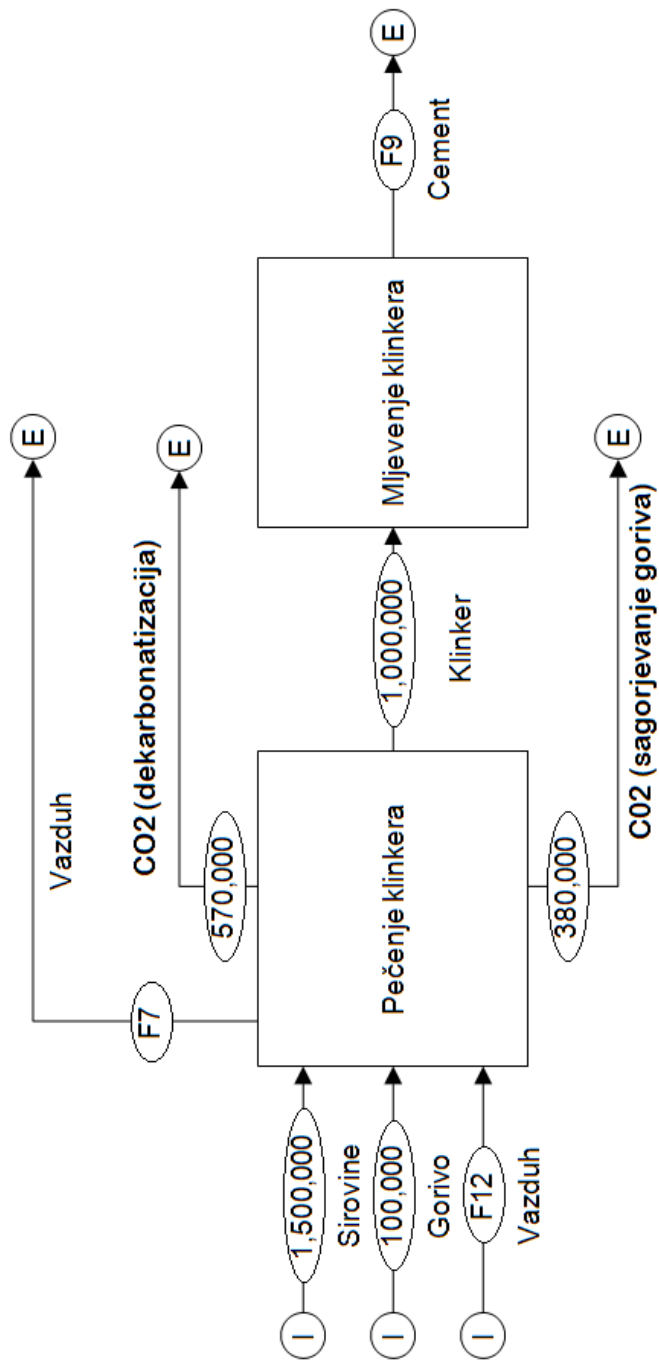 Vazduh
E
F7
CO2 (dekarbonatizacija)
E
570,000
I
1,500,000
Sirovine
I
100,000
Gorivo
I
F12
Vazduh
Pečenje klinkera
1,000,000
Klinker
Mljevenje klinkera
F9
Cement
E
380,000
C02 (sagorjevanje goriva)
E